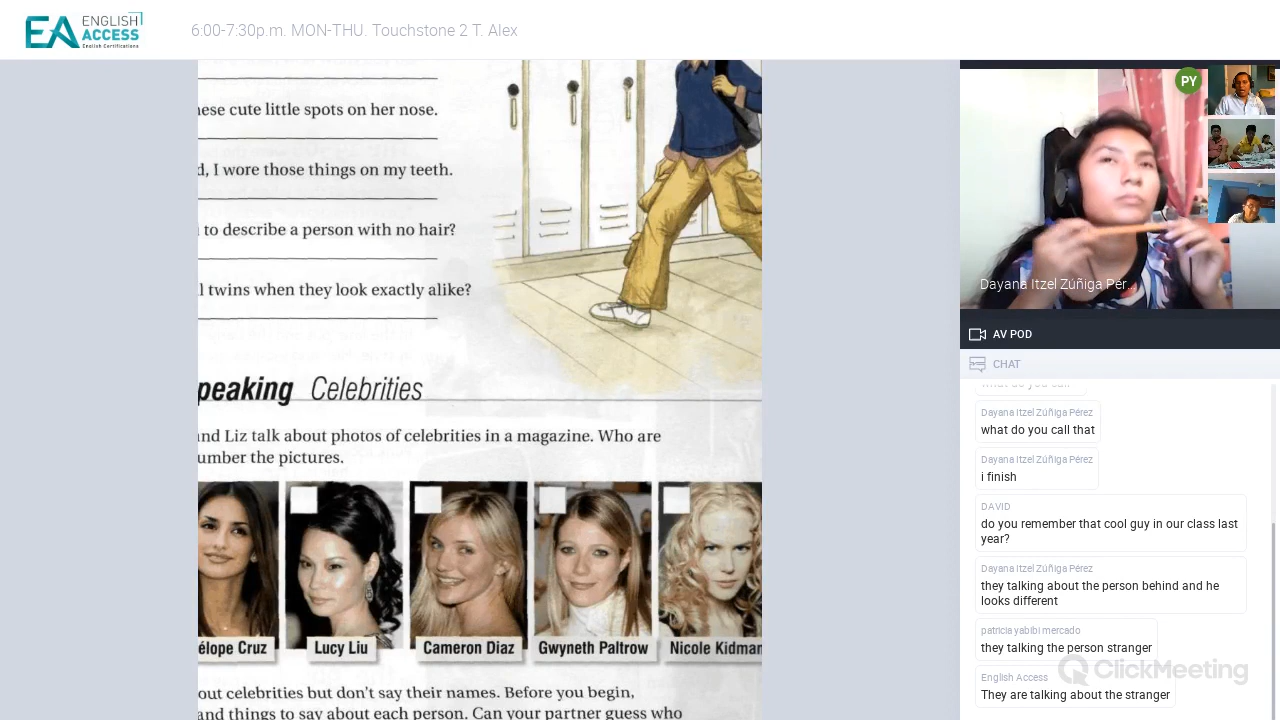 EA ENGLISH ACCESS
English Certifications
6:00-7:30p.m. MON-THU. Touchstone 2 T. Alex
ese cute little spots on her nose.
d, I wore those things on my teeth.
to describe a person with no hair?
l twins when they look exactly alike?
peaking Celebrities
and Liz talk about photos of celebrities in a magazine. Who are
umber the pictures.
élope Cruz
Lucy Liu
Cameron Diaz
Gwyneth Paltrow
Nicole Kidman
out celebrities but don't say their names. Before you begin,
and things to say about each person. Can your partner guess who
PY
Dayana Itzel Zúñiga Pér...
AV POD
CHAT
what do you call
Dayana Itzel Zúñiga Pérez
what do you call that
Dayana Itzel Zúñiga Pérez
i finish
DAVID
do you remember that cool guy in our class last
year?
Dayana Itzel Zúñiga Pérez
they talking about the person behind and he
looks different
patricia yabibi mercado
they talking the person stranger
English Access
They are talking about the stranger
ClickMeeting